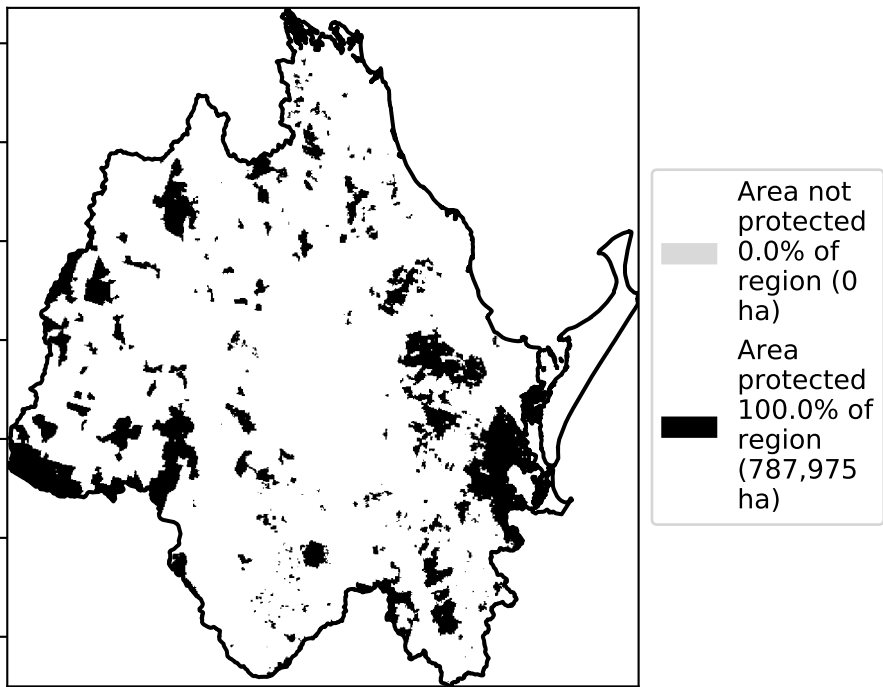 Area not
protected
0.0% of
region (0
ha)
Area
protected
100.0% of
region
(787,975
ha)